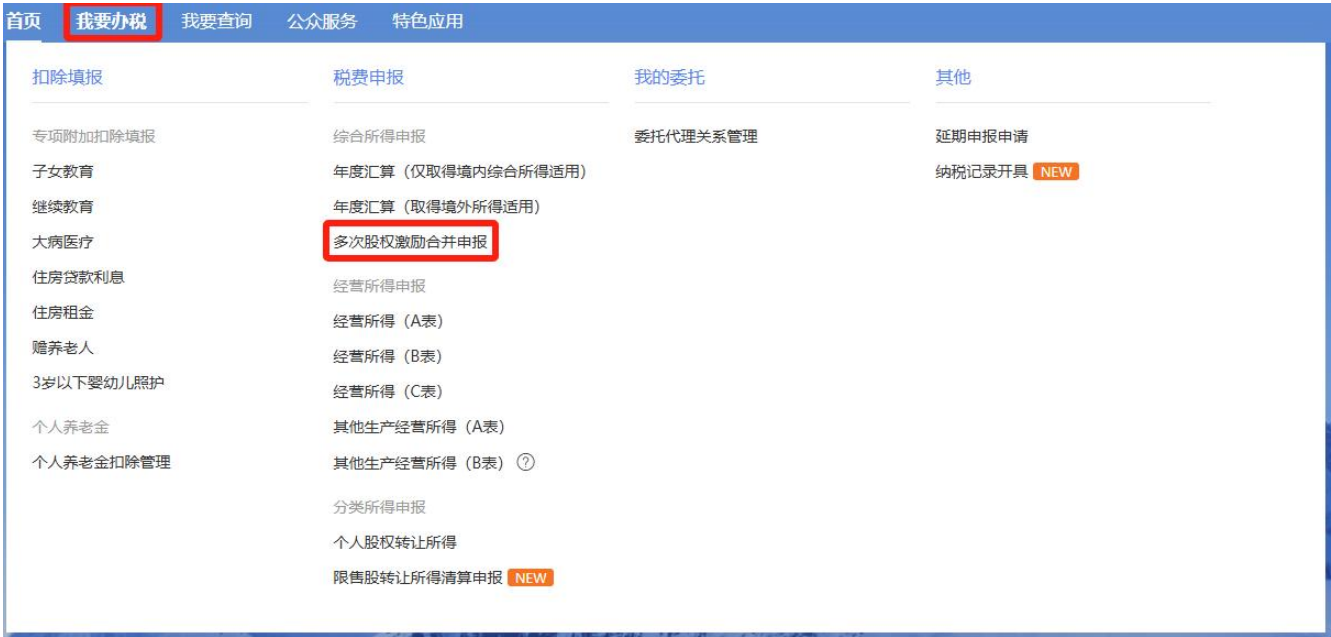 首页 我要办税 我要查询 公众服务 特色应用
扣除填报
专项附加扣除填报
子女教育
继续教育
大病医疗
住房贷款利息
住房租金
赡养老人
3岁以下婴幼儿照护
个人养老金
个人养老金扣除管理
税费申报
综合所得申报
年度汇算（仅取得境内综合所得适用）
年度汇算（取得境外所得适用）
多次股权激励合并申报
经营所得申报
经营所得（A表）
经营所得（B表）
经营所得（C表）
其他生产经营所得（A表）
其他生产经营所得（B表） ?
分类所得申报
个人股权转让所得
限售股转让所得清算申报 NEW
我的委托
委托代理关系管理
其他
延期申报申请
纳税记录开具 NEW